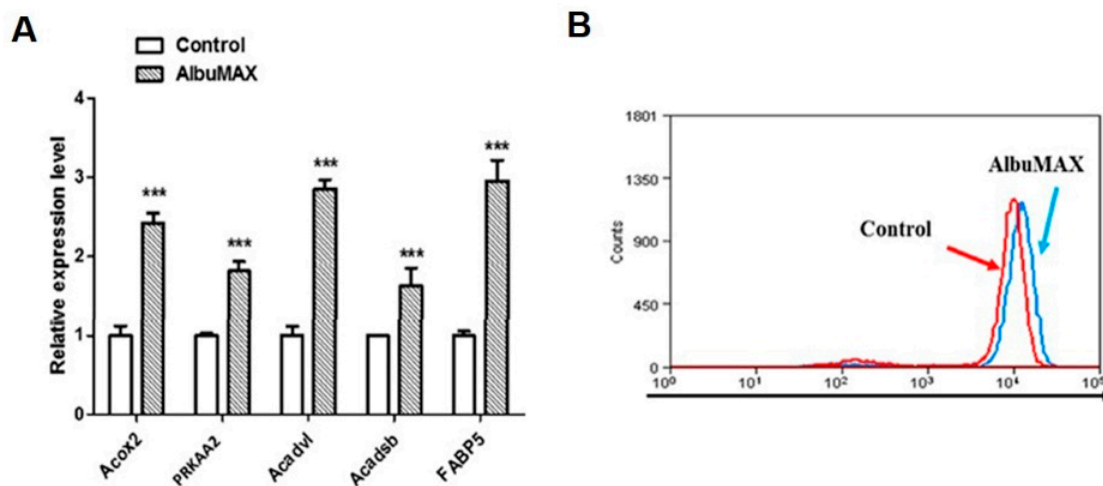 A
Control
AlbuMAX
Relative expression level
4
3
2
1
0
***
***
***
***
***
Acox2
PRKAA2
Acadvl
Acadsb
FABP5
B
Counts
1801
1350
900
450
0
AlbuMAX
Control
10⁰ 10¹ 10² 10³ 10⁴ 10⁵